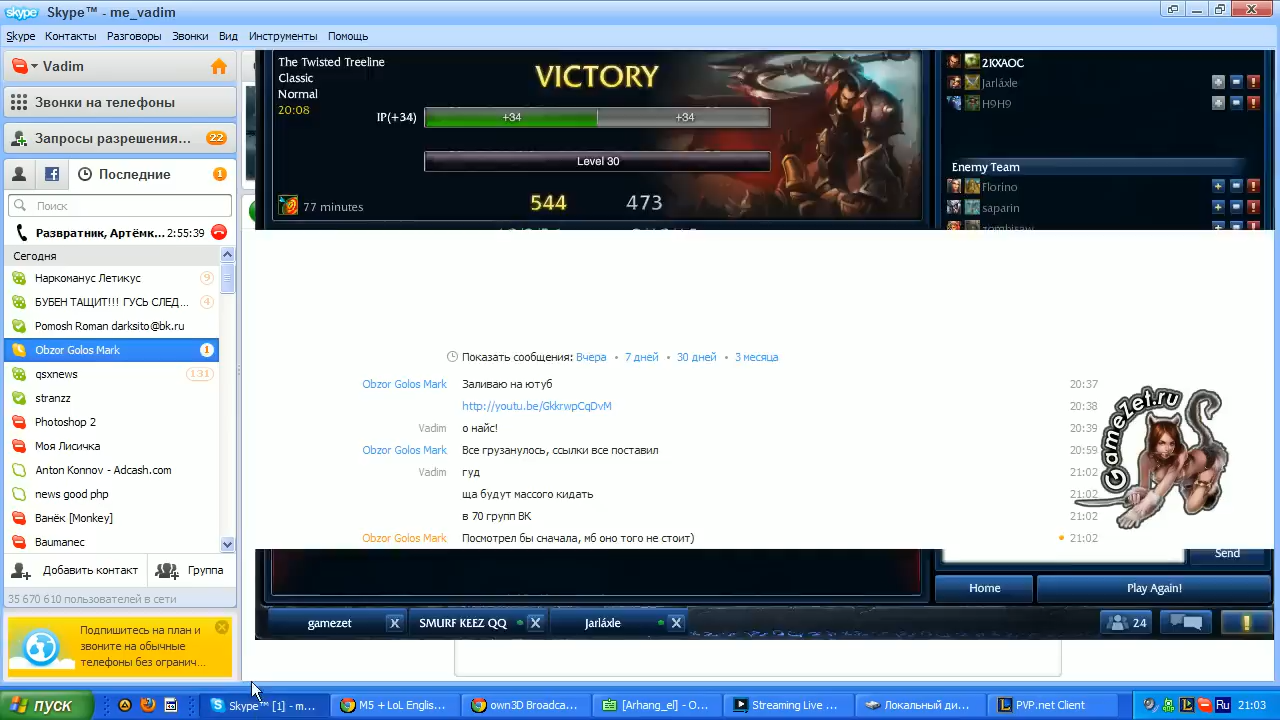 Skype™ - me_vadim
Skype Контакты Разговоры Звонки Вид Инструменты Помощь
Vadim
Звонки на телефоны
Запросы разрешения... 22
Последние 1
Поиск
Развратник, Артёмк... 2:55:39
Сегодня
Наркоманус Летикус 9
БУБЕН ТАЩИТ!!! ГУСЬ СЛЕД... 4
Pomosh Roman darksito@bk.ru
Obzor Golos Mark 1
qsxnews 131
stranzz
Photoshop 2
Моя Лисичка
Anton Konnov - Adcash.com
news good php
Ванёк [Monkey]
Baumanec
Добавить контакт Группа
35 670 610 пользователей в сети
Подпишитесь на план и
звоните на обычные
телефоны без огранич...
The Twisted Treeline
Classic
Normal
20:08
VICTORY
IP(+34) +34 +34
Level 30
77 minutes 544 473
2KXAOC
Jarláxle
H9H9
Enemy Team
Florino
saparin
Показать сообщения: Вчера • 7 дней • 30 дней • 3 месяца
Obzor Golos Mark Заливаю на ютуб 20:37
http://youtu.be/GkkrwpCqDvM 20:38
Vadim о найс! 20:39
Obzor Golos Mark Все грузанулось, ссылки все поставил 20:59
Vadim гуд 21:02
ща будут массого кидать 21:02
в 70 групп ВК 21:02
Obzor Golos Mark Посмотрел бы сначала, мб оно того не стоит) 21:02
GameZet.ru
Send
Home Play Again!
gamezet X SMURF KEEZ QQ X Jarláxle X 24
пуск Skype™ [1] - m... M5 + LoL Englis... own3D Broadca... [Arhang_el] - O... Streaming Live ... Локальный ди... PVP.net Client Ru 21:03